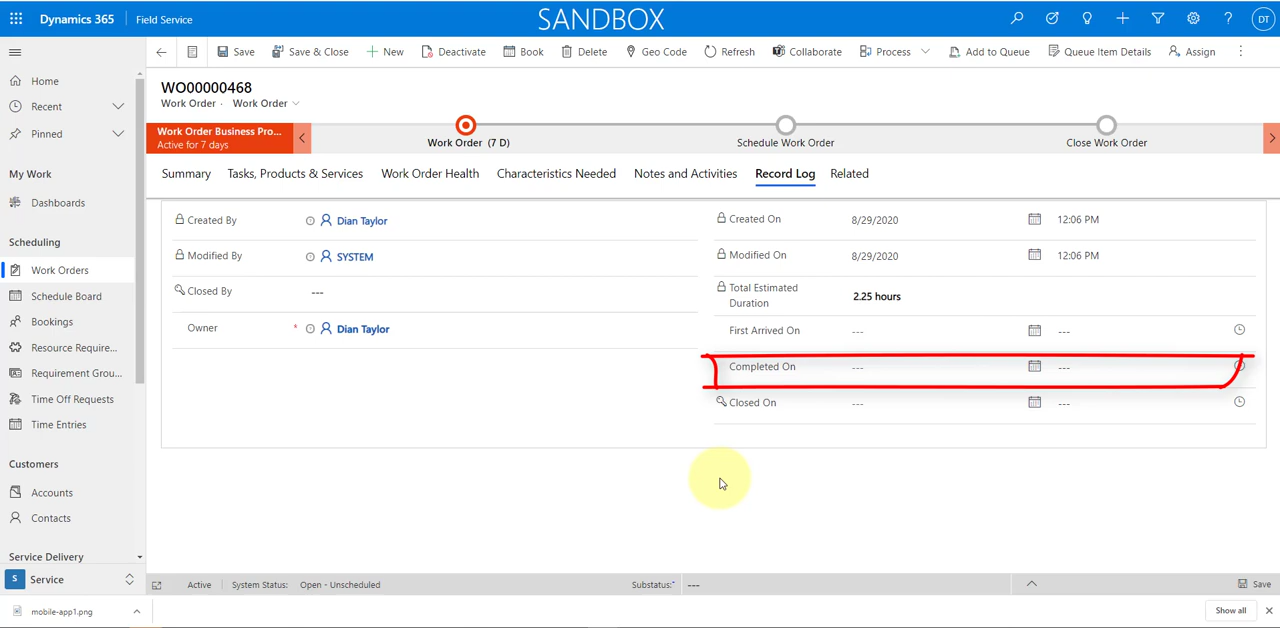 Dynamics 365 Field Service SANDBOX DT
Save Save & Close New Deactivate Book Delete Geo Code Refresh Collaborate Process Add to Queue Queue Item Details Assign
Home
Recent
Pinned
My Work
Dashboards
Scheduling
Work Orders
Schedule Board
Bookings
Resource Require...
Requirement Grou...
Time Off Requests
Time Entries
Customers
Accounts
Contacts
Service Delivery
S Service
WO00000468
Work Order · Work Order
Work Order Business Pro...
Active for 7 days
Work Order (7 D) Schedule Work Order Close Work Order
Summary Tasks, Products & Services Work Order Health Characteristics Needed Notes and Activities Record Log Related
Created By Dian Taylor
Modified By SYSTEM
Closed By ---
Owner * Dian Taylor
Created On 8/29/2020 12:06 PM
Modified On 8/29/2020 12:06 PM
Total Estimated
Duration 2.25 hours
First Arrived On --- ---
Completed On --- ---
Closed On --- ---
Active System Status: Open - Unscheduled Substatus:* --- Save
mobile-app1.png Show all